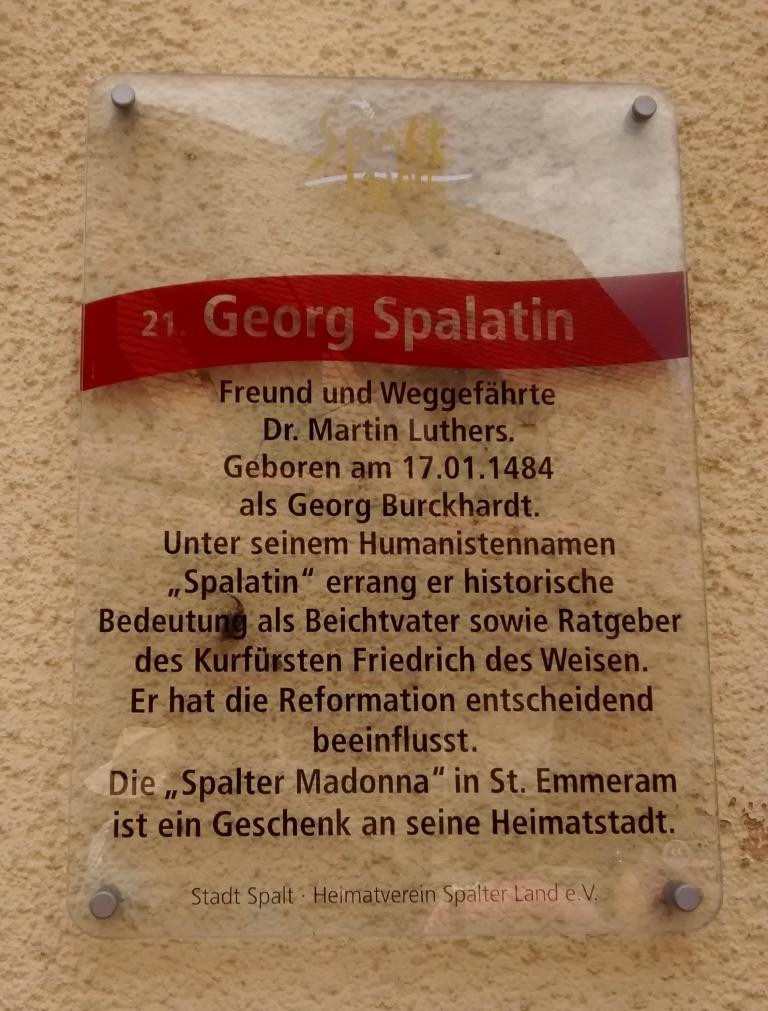 Spalt
21. Georg Spalatin
Freund und Weggefährte
Dr. Martin Luthers.
Geboren am 17.01.1484
als Georg Burckhardt.
Unter seinem Humanistennamen
„Spalatin“ errang er historische
Bedeutung als Beichtvater sowie Ratgeber
des Kurfürsten Friedrich des Weisen.
Er hat die Reformation entscheidend
beeinflusst.
Die „Spalter Madonna“ in St. Emmeram
ist ein Geschenk an seine Heimatstadt.
Stadt Spalt · Heimatverein Spalter Land e.V.